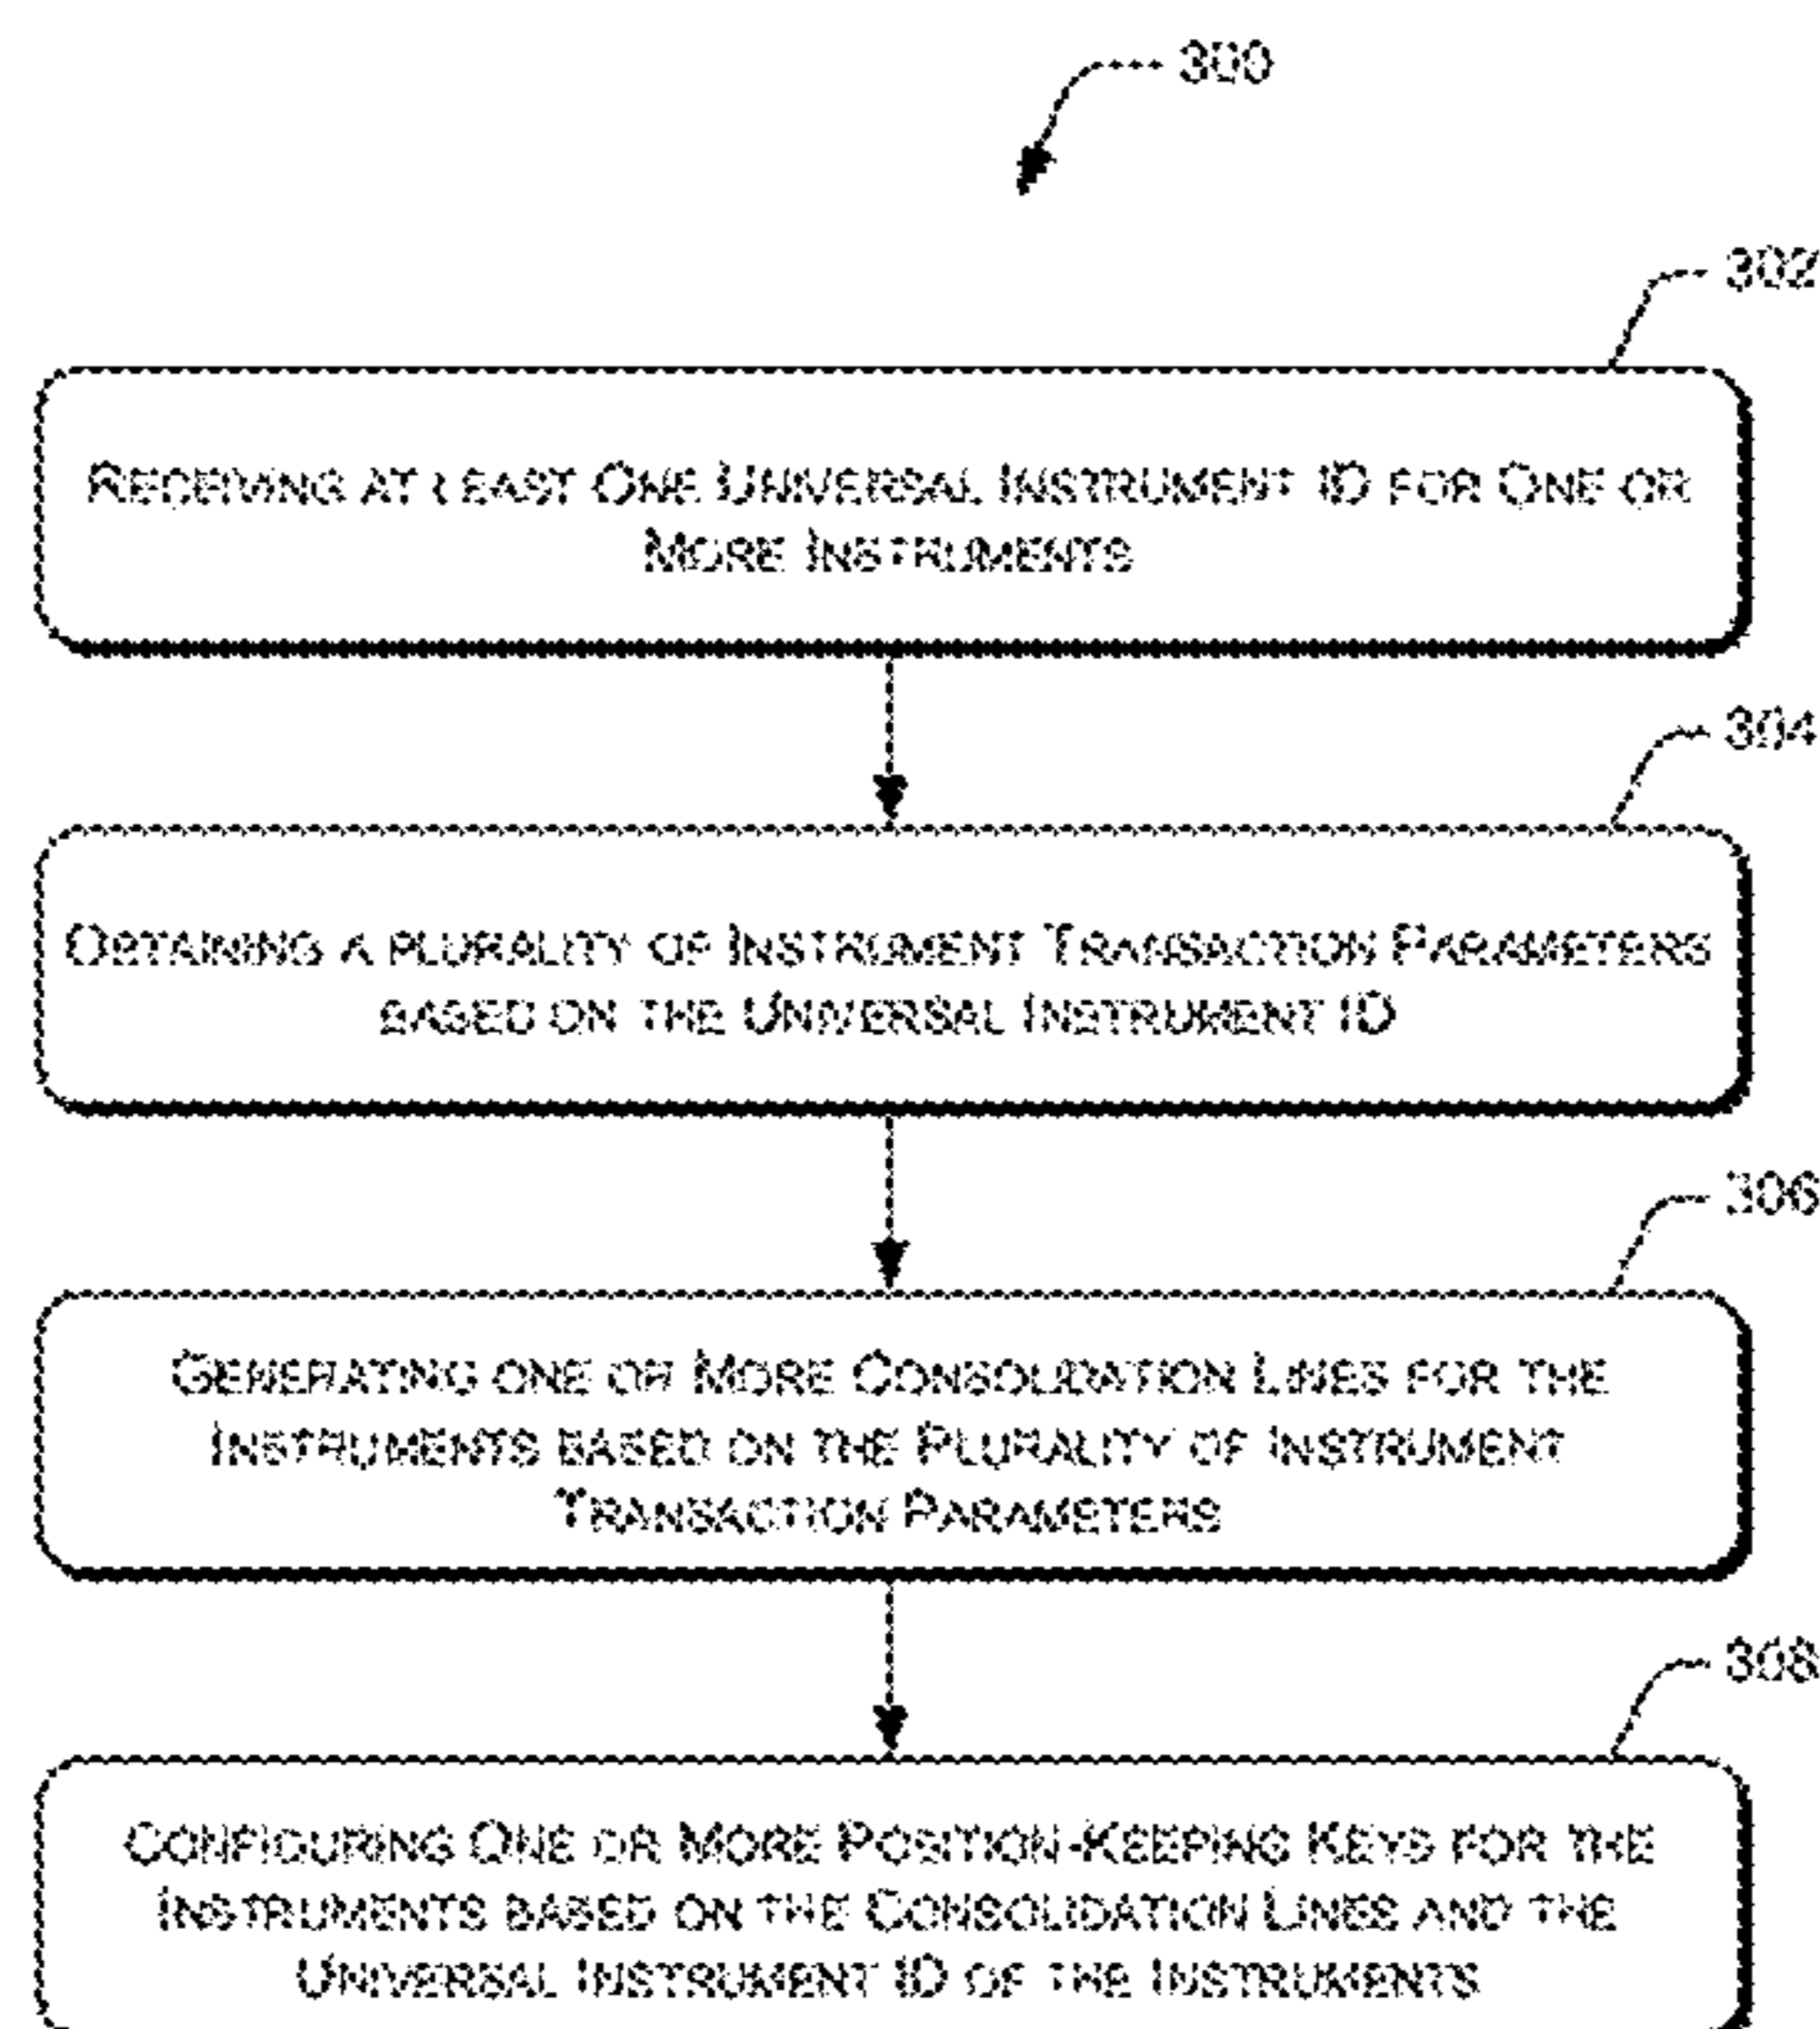 300
302
Receiving at least One Universal Instrument ID for One or
More Instruments
304
Obtaining a plurality of Instrument Transaction Parameters
based on the Universal Instrument ID
306
Generating one or More Consolidation Lines for the
Instruments based on the Plurality of Instrument
Transaction Parameters
308
Configuring One or More Position-Keeping Keys for the
Instruments based on the Consolidation Lines and the
Universal Instrument ID of the Instruments